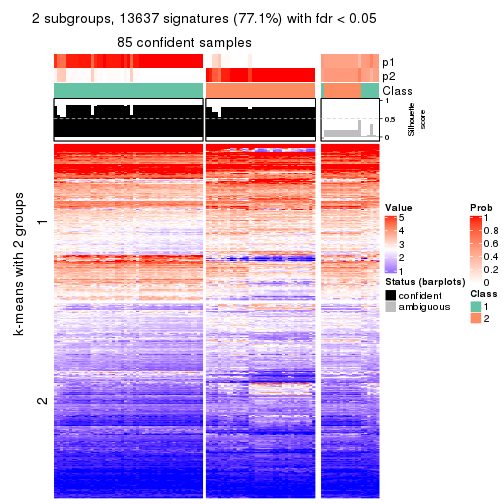 2 subgroups, 13637 signatures (77.1%) with fdr < 0.05
85 confident samples
p1
p2
Class
1
0.5
0
Silhouette
score
k-means with 2 groups
1
2
Value
5
4
3
2
1
Status (barplots)
confident
ambiguous
Prob
1
0.8
0.6
0.4
0.2
0
Class
1
2